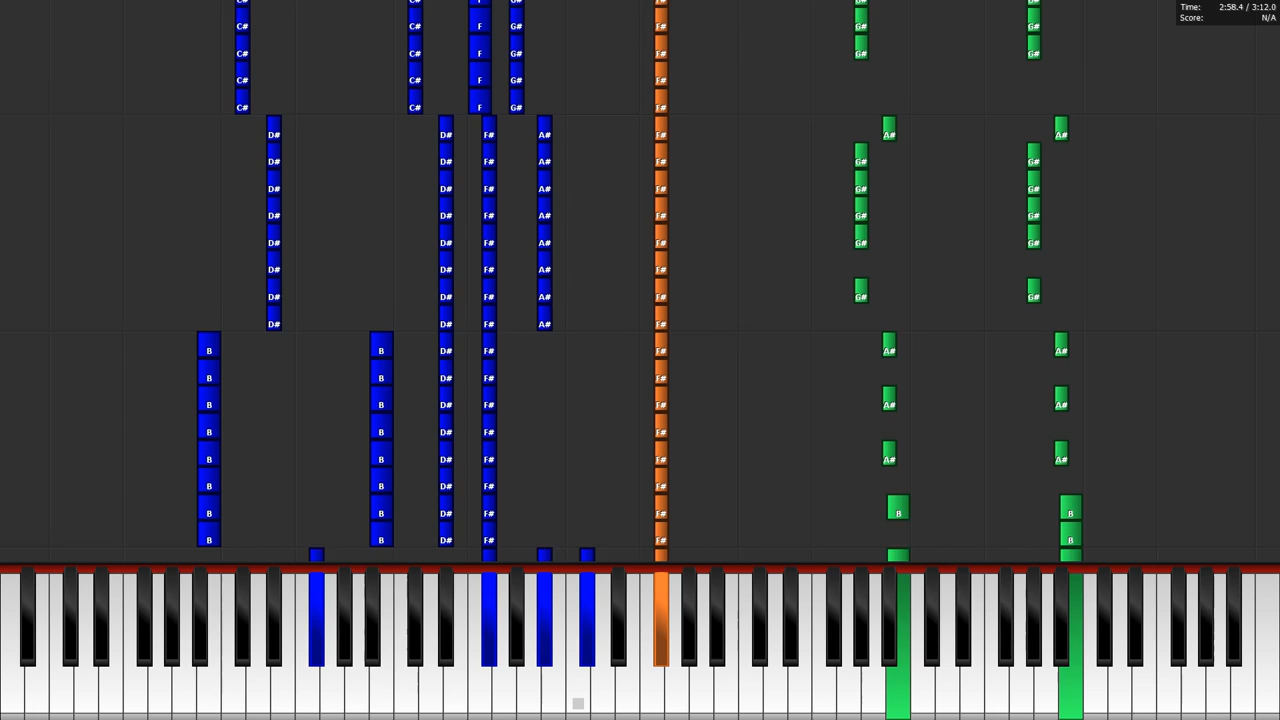 Time: 2:58.4 / 3:12.0
Score: N/A
C# C# F G# F# G# G#
C# C# F G# F# G# G#
C# C# F G# F#
C# C# F G# F#
D# D# F# A# F# A# A#
D# D# F# A# F# G# G#
D# D# F# A# F# G# G#
D# D# F# A# F# G# G#
D# D# F# A# F# G# G#
D# D# F# A# F#
D# D# F# A# F# G# G#
D# D# F# A# F#
B B D# F# F# A# A#
B B D# F# F#
B B D# F# F# A# A#
B B D# F# F#
B B D# F# F# A# A#
B B D# F# F#
B B D# F# F# B B
B B D# F# F# B